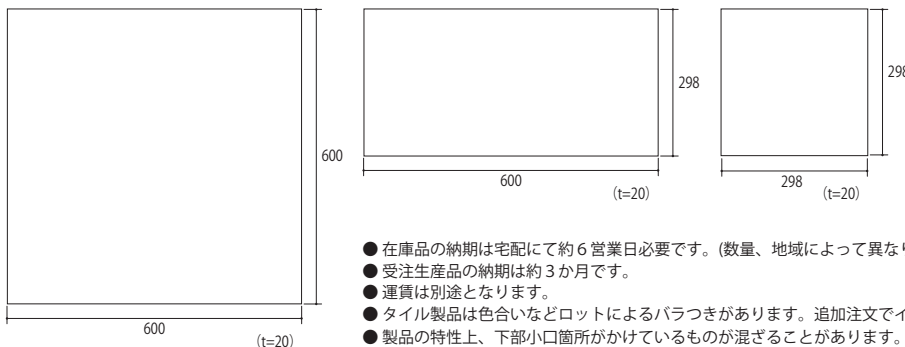 600
600
(t=20)
298
600
(t=20)
298
298
(t=20)
● 在庫品の納期は宅配にて約6営業日必要です。(数量、地域によって異な
● 受注生産品の納期は約3か月です。
● 運賃は別途となります。
● タイル製品は色合いなどロットによるバラつきがあります。追加注文で
● 製品の特性上、下部小口箇所がかけているものが混ざることがあります。